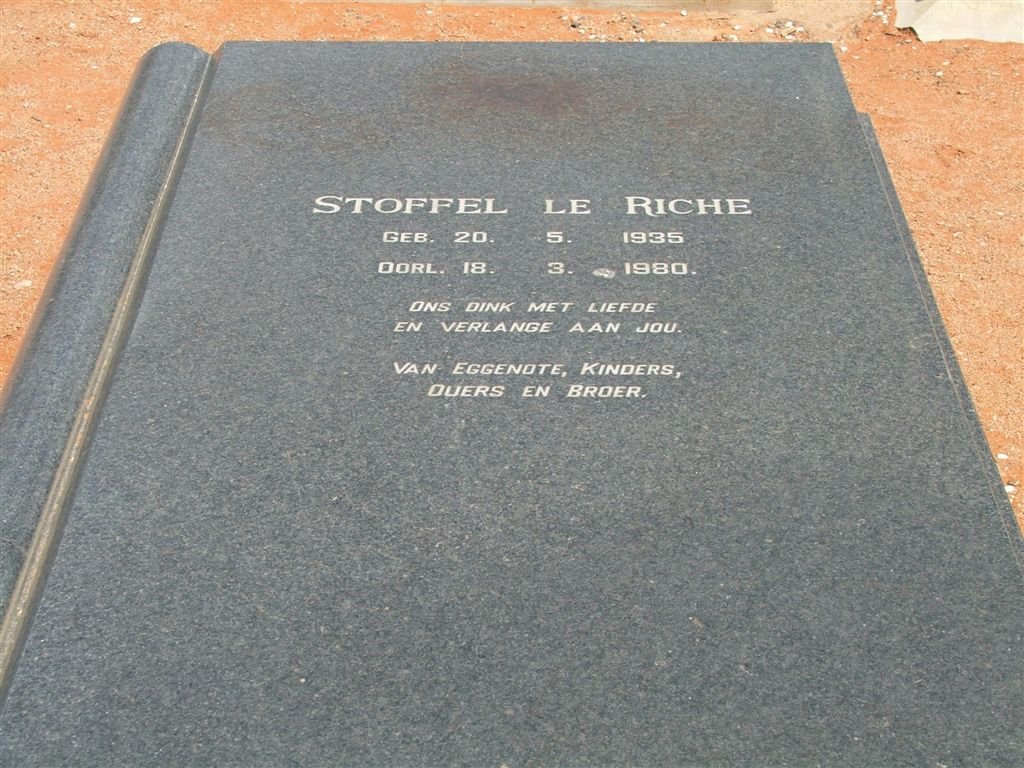 STOFFEL LE RICHE
GEB. 20. 5. 1935
OORL. 18. 3. 1980.
ONS DINK MET LIEFDE
EN VERLANGE AAN JOU.
VAN EGGENOTE, KINDERS,
OUERS EN BROER.